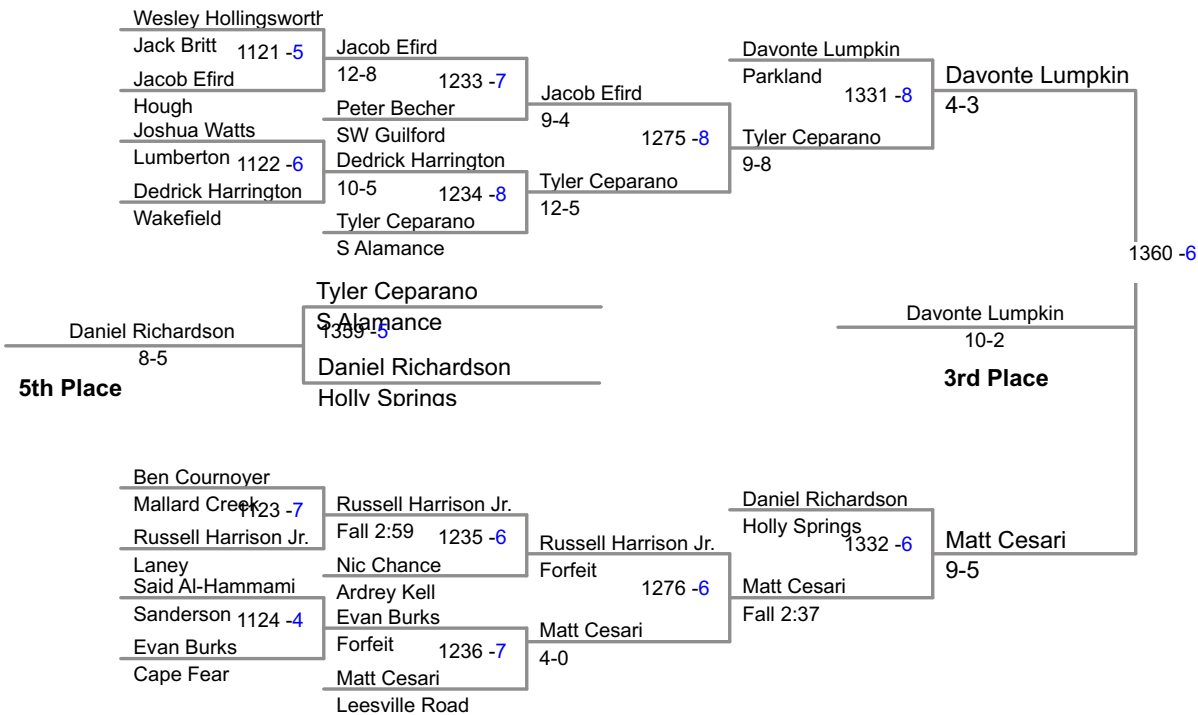 Wesley Hollingsworth
Jack Britt
1121 -5
Jacob Efird
Hough
Joshua Watts
Lumberton
1122 -6
Dedrick Harrington
Wakefield
Jacob Efird
12-8
1233 -7
Peter Becher
SW Guilford
Dedrick Harrington
10-5
1234 -8
Tyler Ceparano
S Alamance
Jacob Efird
9-4
1275 -8
Tyler Ceparano
12-5
Davonte Lumpkin
Parkland
1331 -8
Tyler Ceparano
9-8
Davonte Lumpkin
4-3
1360 -6
Tyler Ceparano
S Alamance
1359 -5
Daniel Richardson
Holly Springs
Daniel Richardson
8-5
5th Place
Davonte Lumpkin
10-2
3rd Place
Ben Cournoyer
Mallard Creek
1123 -7
Russell Harrison Jr.
Laney
Said Al-Hammami
Sanderson
1124 -4
Evan Burks
Cape Fear
Russell Harrison Jr.
Fall 2:59
1235 -6
Nic Chance
Ardrey Kell
Evan Burks
Forfeit
1236 -7
Matt Cesari
Leesville Road
Russell Harrison Jr.
Forfeit
1276 -6
Matt Cesari
4-0
Daniel Richardson
Holly Springs
1332 -6
Matt Cesari
Fall 2:37
Matt Cesari
9-5